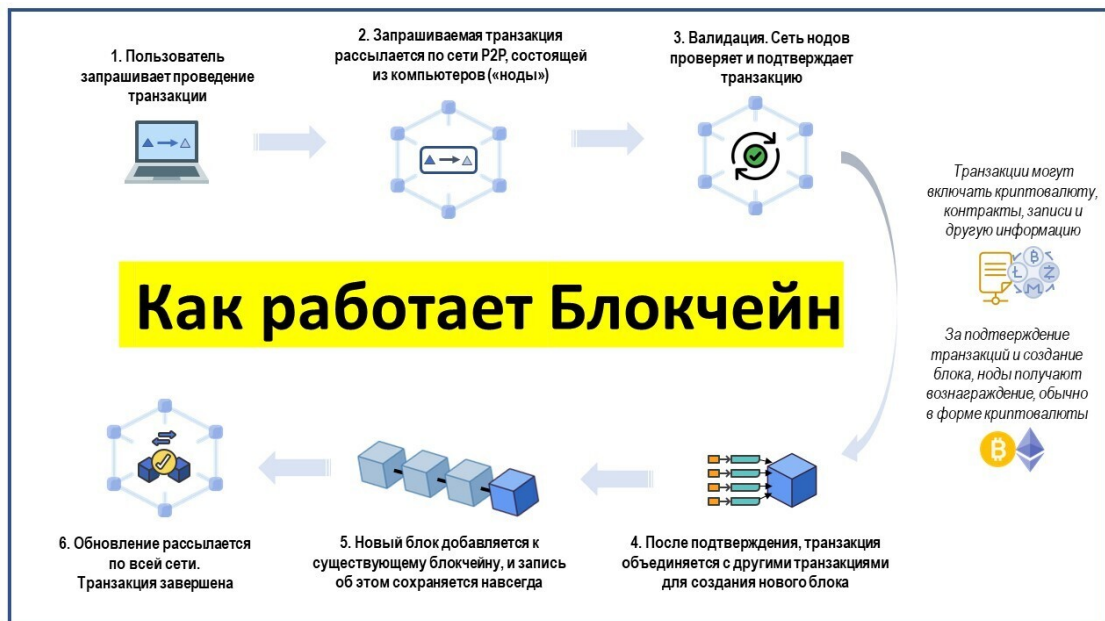 1. Пользователь
запрашивает проведение
транзакции
2. Запрашиваемая транзакция
рассылается по сети P2P, состоящей
из компьютеров («ноды»)
3. Валидация. Сеть нодов
проверяет и подтверждает
транзакцию
Транзакции могут
включать криптовалюту,
контракты, записи и
другую информацию
Как работает Блокчейн
За подтверждение
транзакций и создание
блока, ноды получают
вознаграждение, обычно
в форме криптовалюты
4. После подтверждения, транзакция
объединяется с другими транзакциями
для создания нового блока
5. Новый блок добавляется к
существующему блокчейну, и запись
об этом сохраняется навсегда
6. Обновление рассылается
по всей сети.
Транзакция завершена